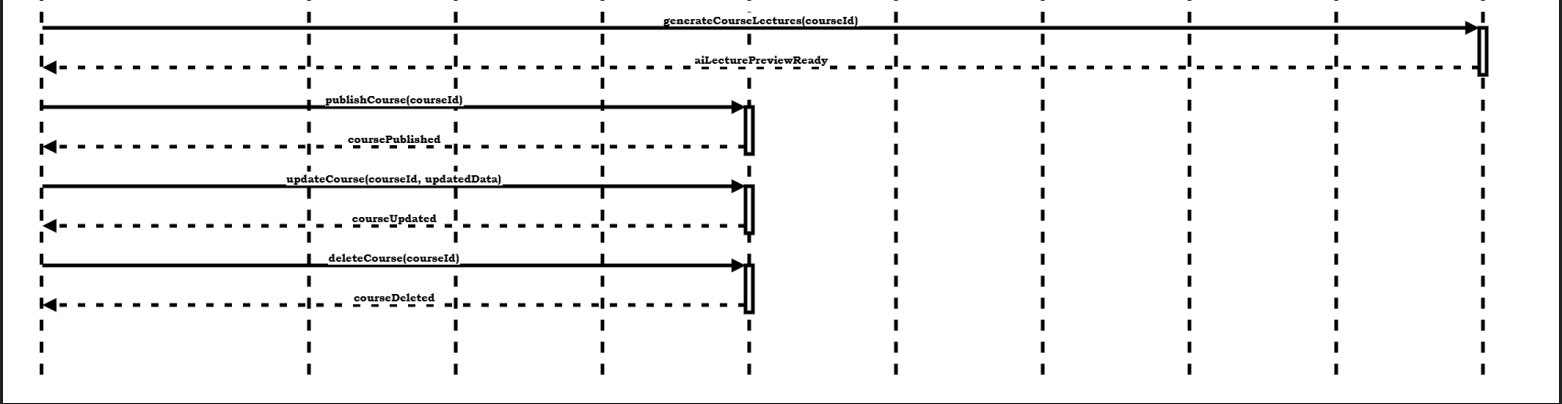 generateCourseLectures(courseId)
aiLecturePreviewReady
publishCourse(courseId)
coursePublished
updateCourse(courseId, updatedData)
courseUpdated
deleteCourse(courseId)
courseDeleted